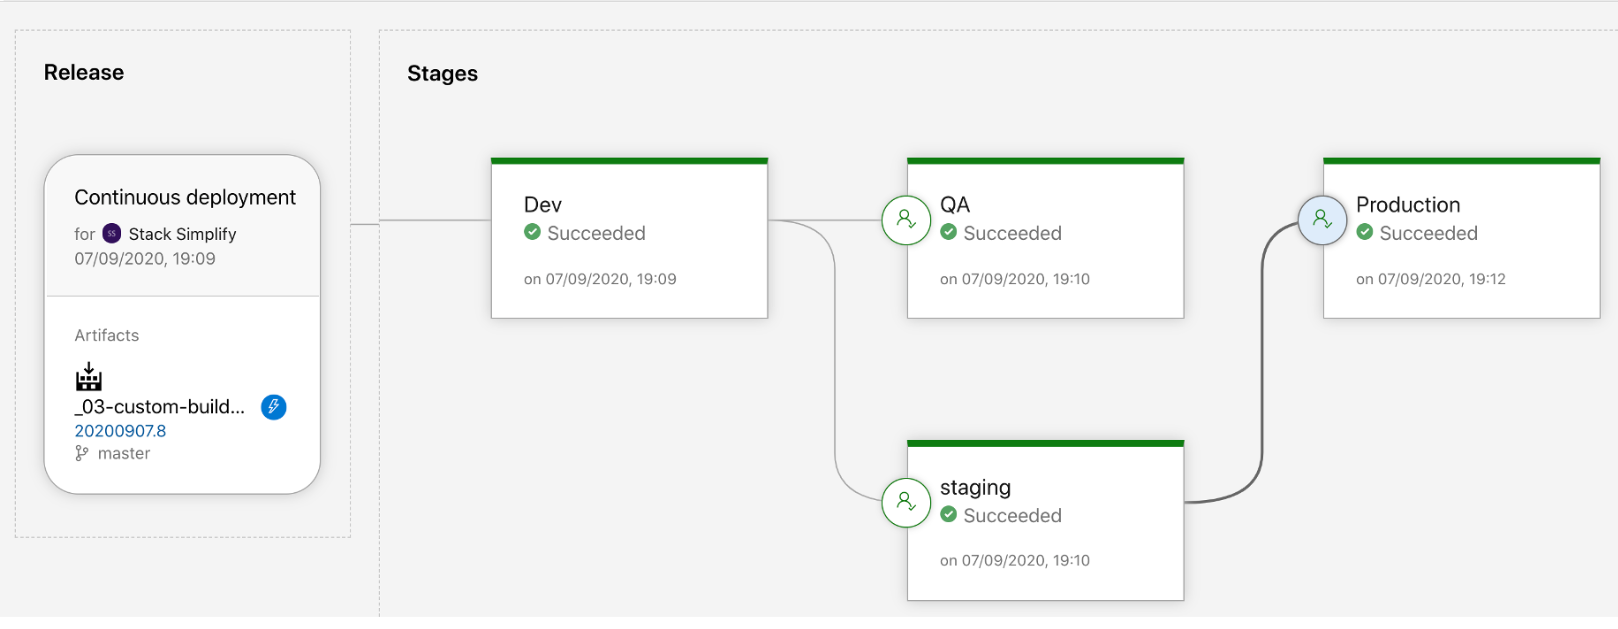 Release
Continuous deployment
for SS Stack Simplify
07/09/2020, 19:09
Artifacts
_03-custom-build...
20200907.8
master
Stages
Dev
Succeeded
on 07/09/2020, 19:09
QA
Succeeded
on 07/09/2020, 19:10
Production
Succeeded
on 07/09/2020, 19:12
staging
Succeeded
on 07/09/2020, 19:10